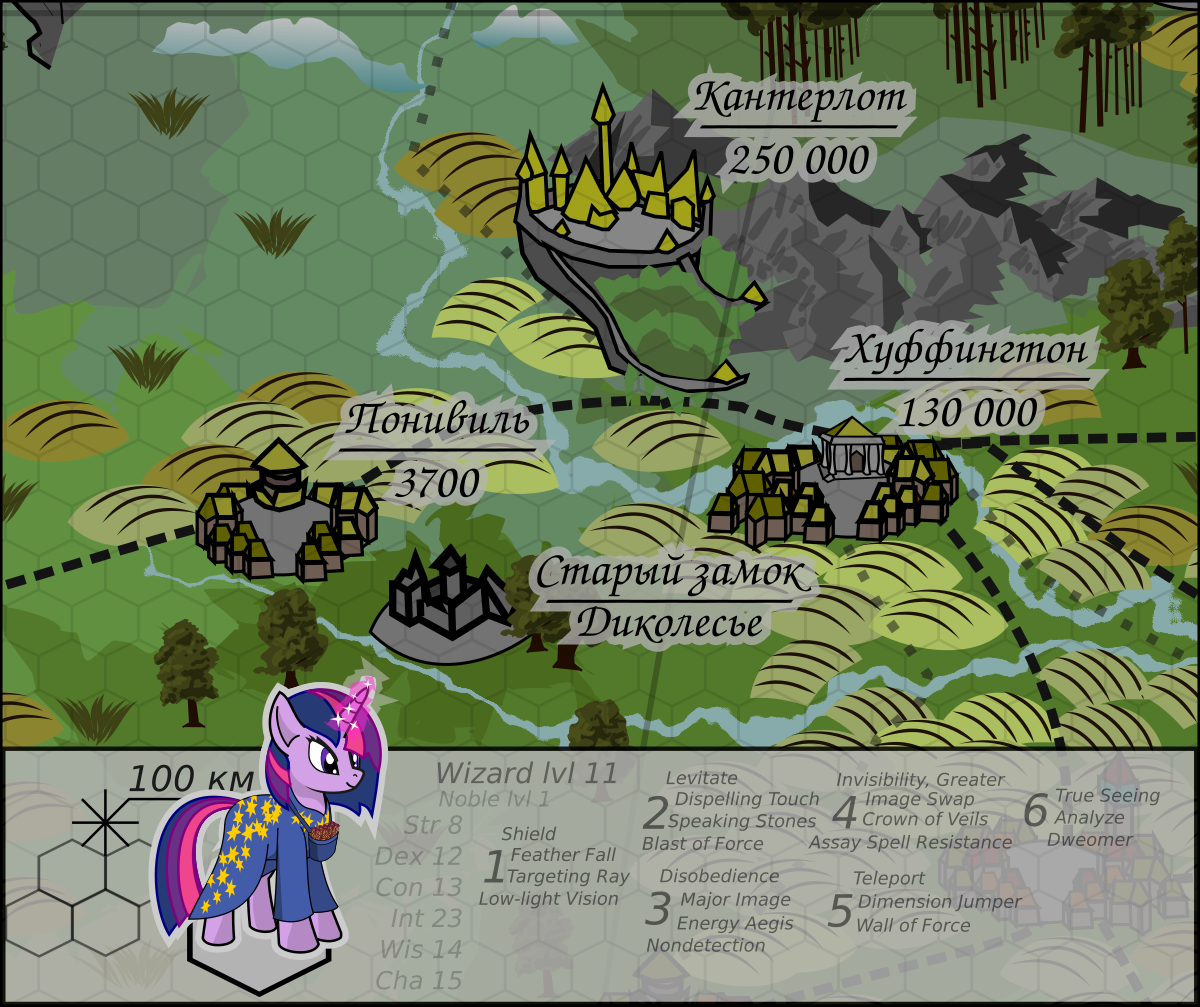 Кантерлот
250 000
Хуффингтон
130 000
Понивиль
3700
Старый замок
Диколесье
100 км
Wizard lvl 11
Noble lvl 1
Str 8
Dex 12
Con 13
Int 23
Wis 14
Cha 15
1
Shield
Feather Fall
Targeting Ray
Low-light Vision
2
Levitate
Dispelling Touch
Speaking Stones
Blast of Force
3
Disobedience
Major Image
Energy Aegis
Nondetection
4
Invisibility, Greater
Image Swap
Crown of Veils
Assay Spell Resistance
5
Teleport
Dimension Jumper
Wall of Force
6
True Seeing
Analyze
Dweomer